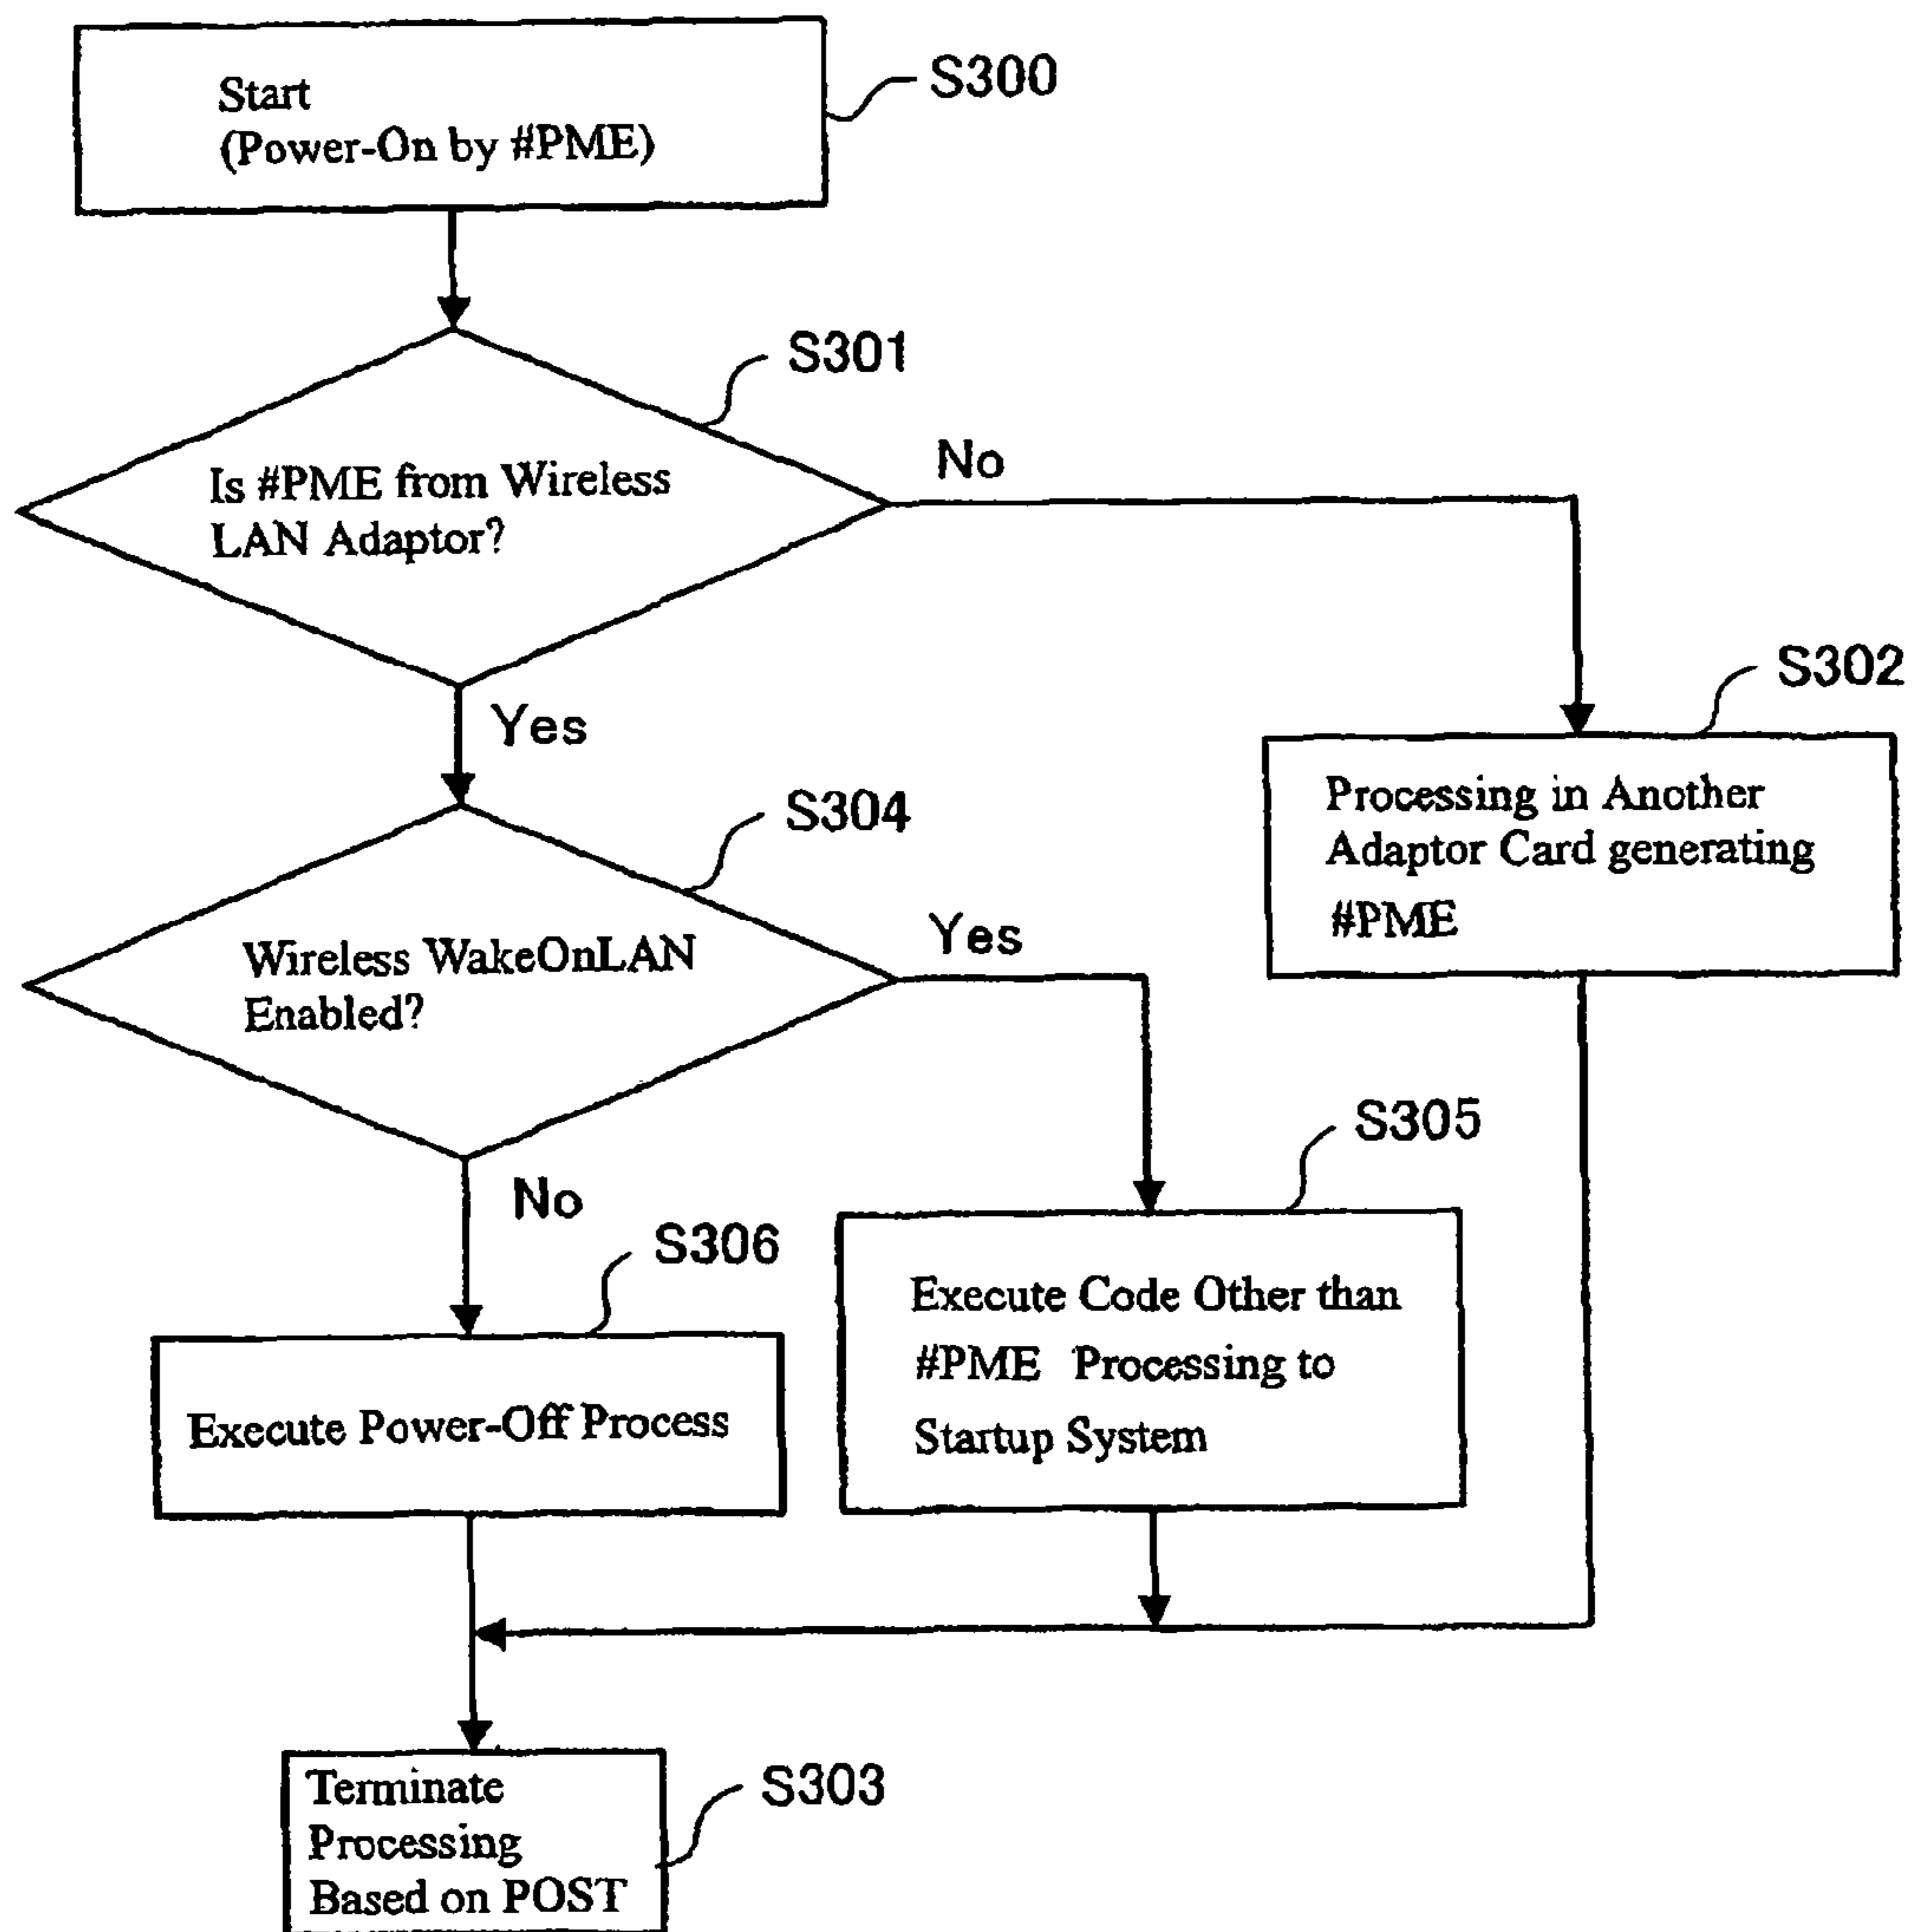 Start
(Power-On by #PME)
S300
S301
Is #PME from Wireless
LAN Adaptor?
No
Yes
S302
Processing in Another
Adaptor Card generating
#PME
S304
Wireless WakeOnLAN
Enabled?
Yes
No
S305
Execute Code Other than
#PME Processing to
Startup System
S306
Execute Power-Off Process
Terminate
Processing
Based on POST
S303